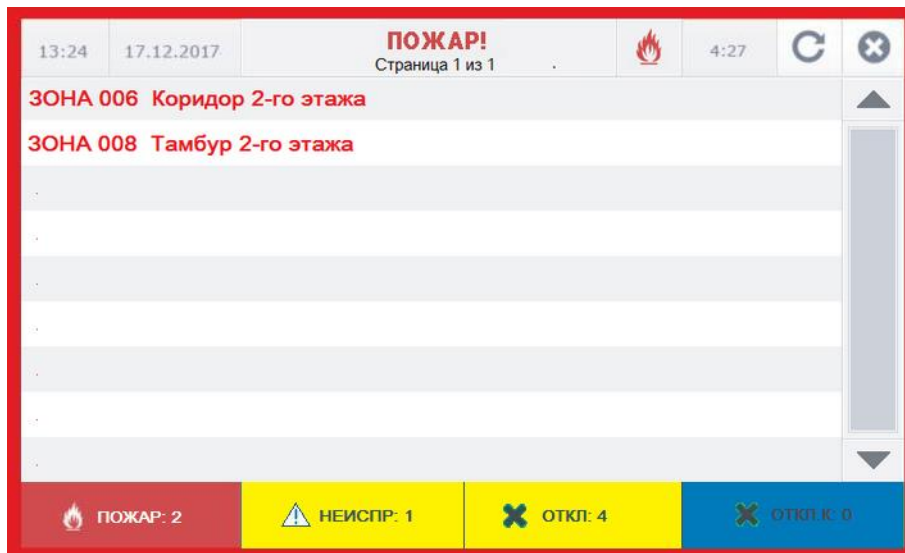 13:24 17.12.2017 ПОЖАР! 4:27
Страница 1 из 1 .
ЗОНА 006 Коридор 2-го этажа
ЗОНА 008 Тамбур 2-го этажа
.
.
.
.
.
.
.
ПОЖАР: 2 НЕИСПР: 1 ОТКЛ: 4 ОТКЛ.К: 0